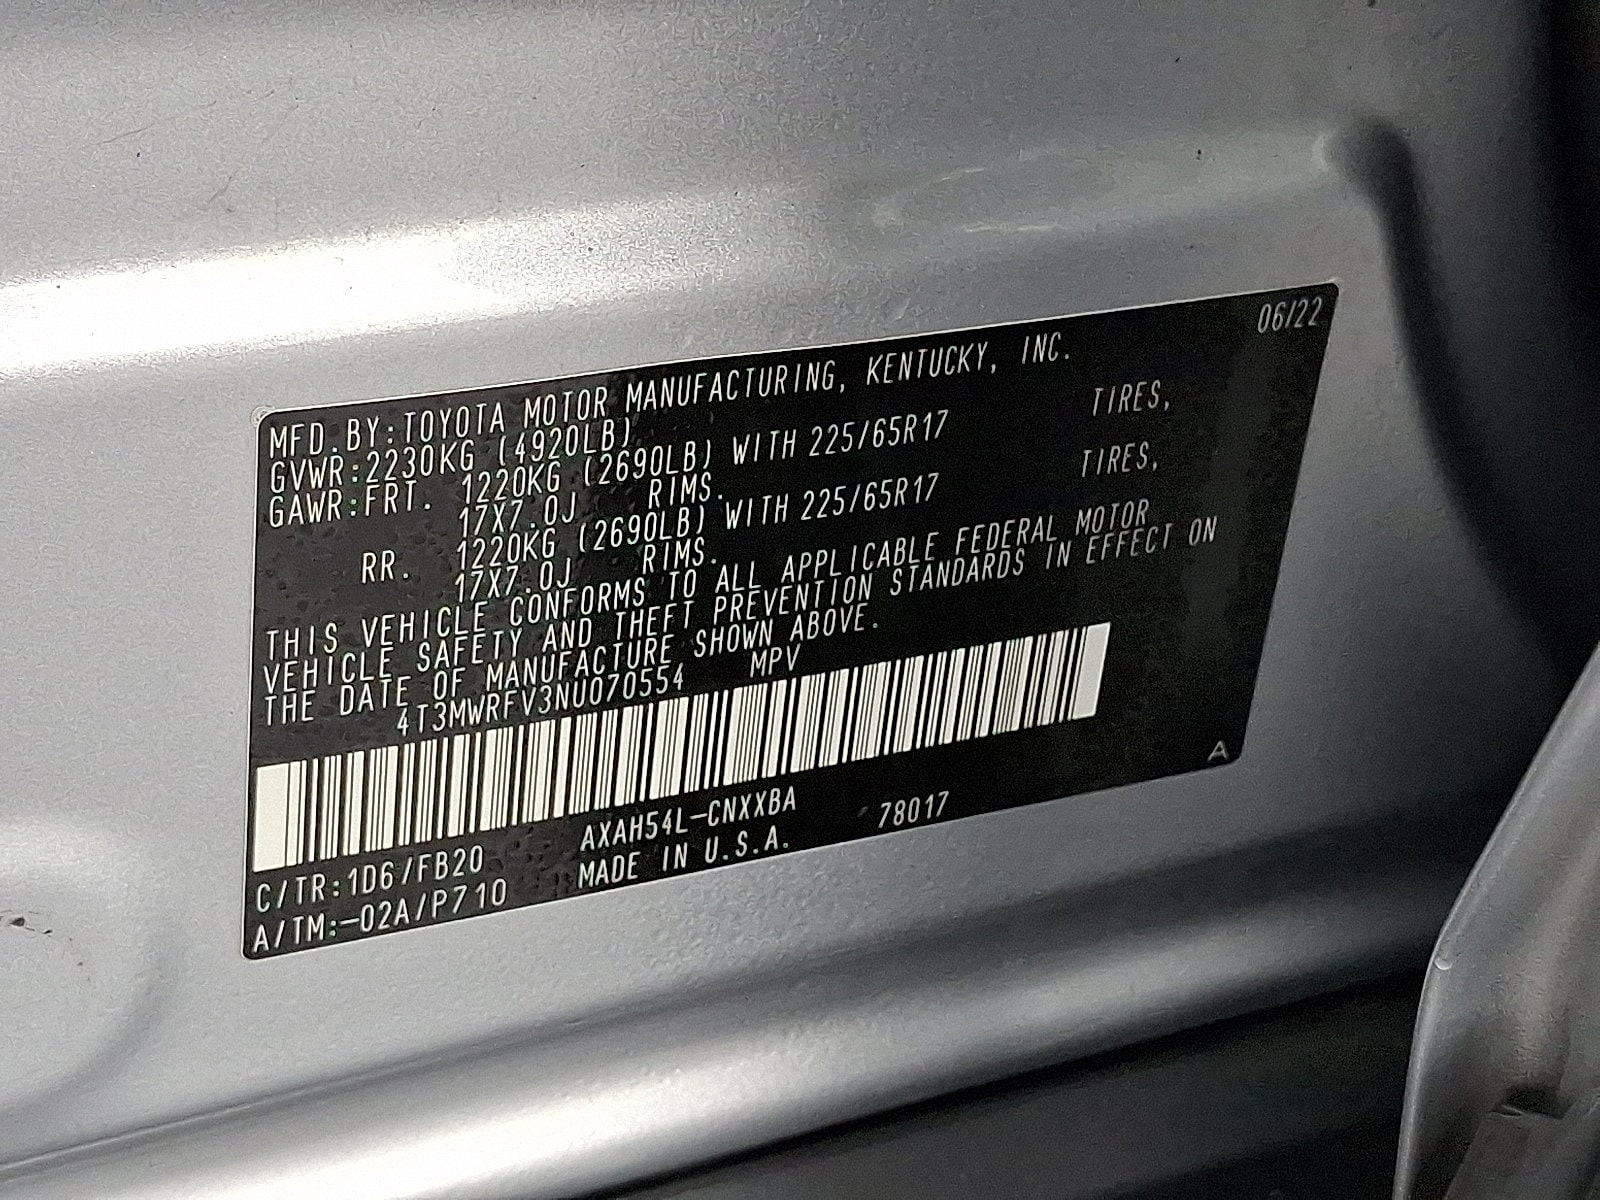 06/22
MFD.BY:TOYOTA MOTOR MANUFACTURING, KENTUCKY, INC.
GVWR:2230KG (4920LB)
GAWR:FRT. 1220KG (2690LB) WITH 225/65R17 TIRES,
17X7.0J RIMS.
RR. 1220KG (2690LB) WITH 225/65R17 TIRES,
17X7.0J RIMS.
THIS VEHICLE CONFORMS TO ALL APPLICABLE FEDERAL MOTOR
VEHICLE SAFETY AND THEFT PREVENTION STANDARDS IN EFFECT ON
THE DATE OF MANUFACTURE SHOWN ABOVE.
4T3MWRFV3NU070554 MPV
C/TR:1D6/FB20 AXAH54L-CNXXBA 78017
A/TM:-02A/P710 MADE IN U.S.A.
A